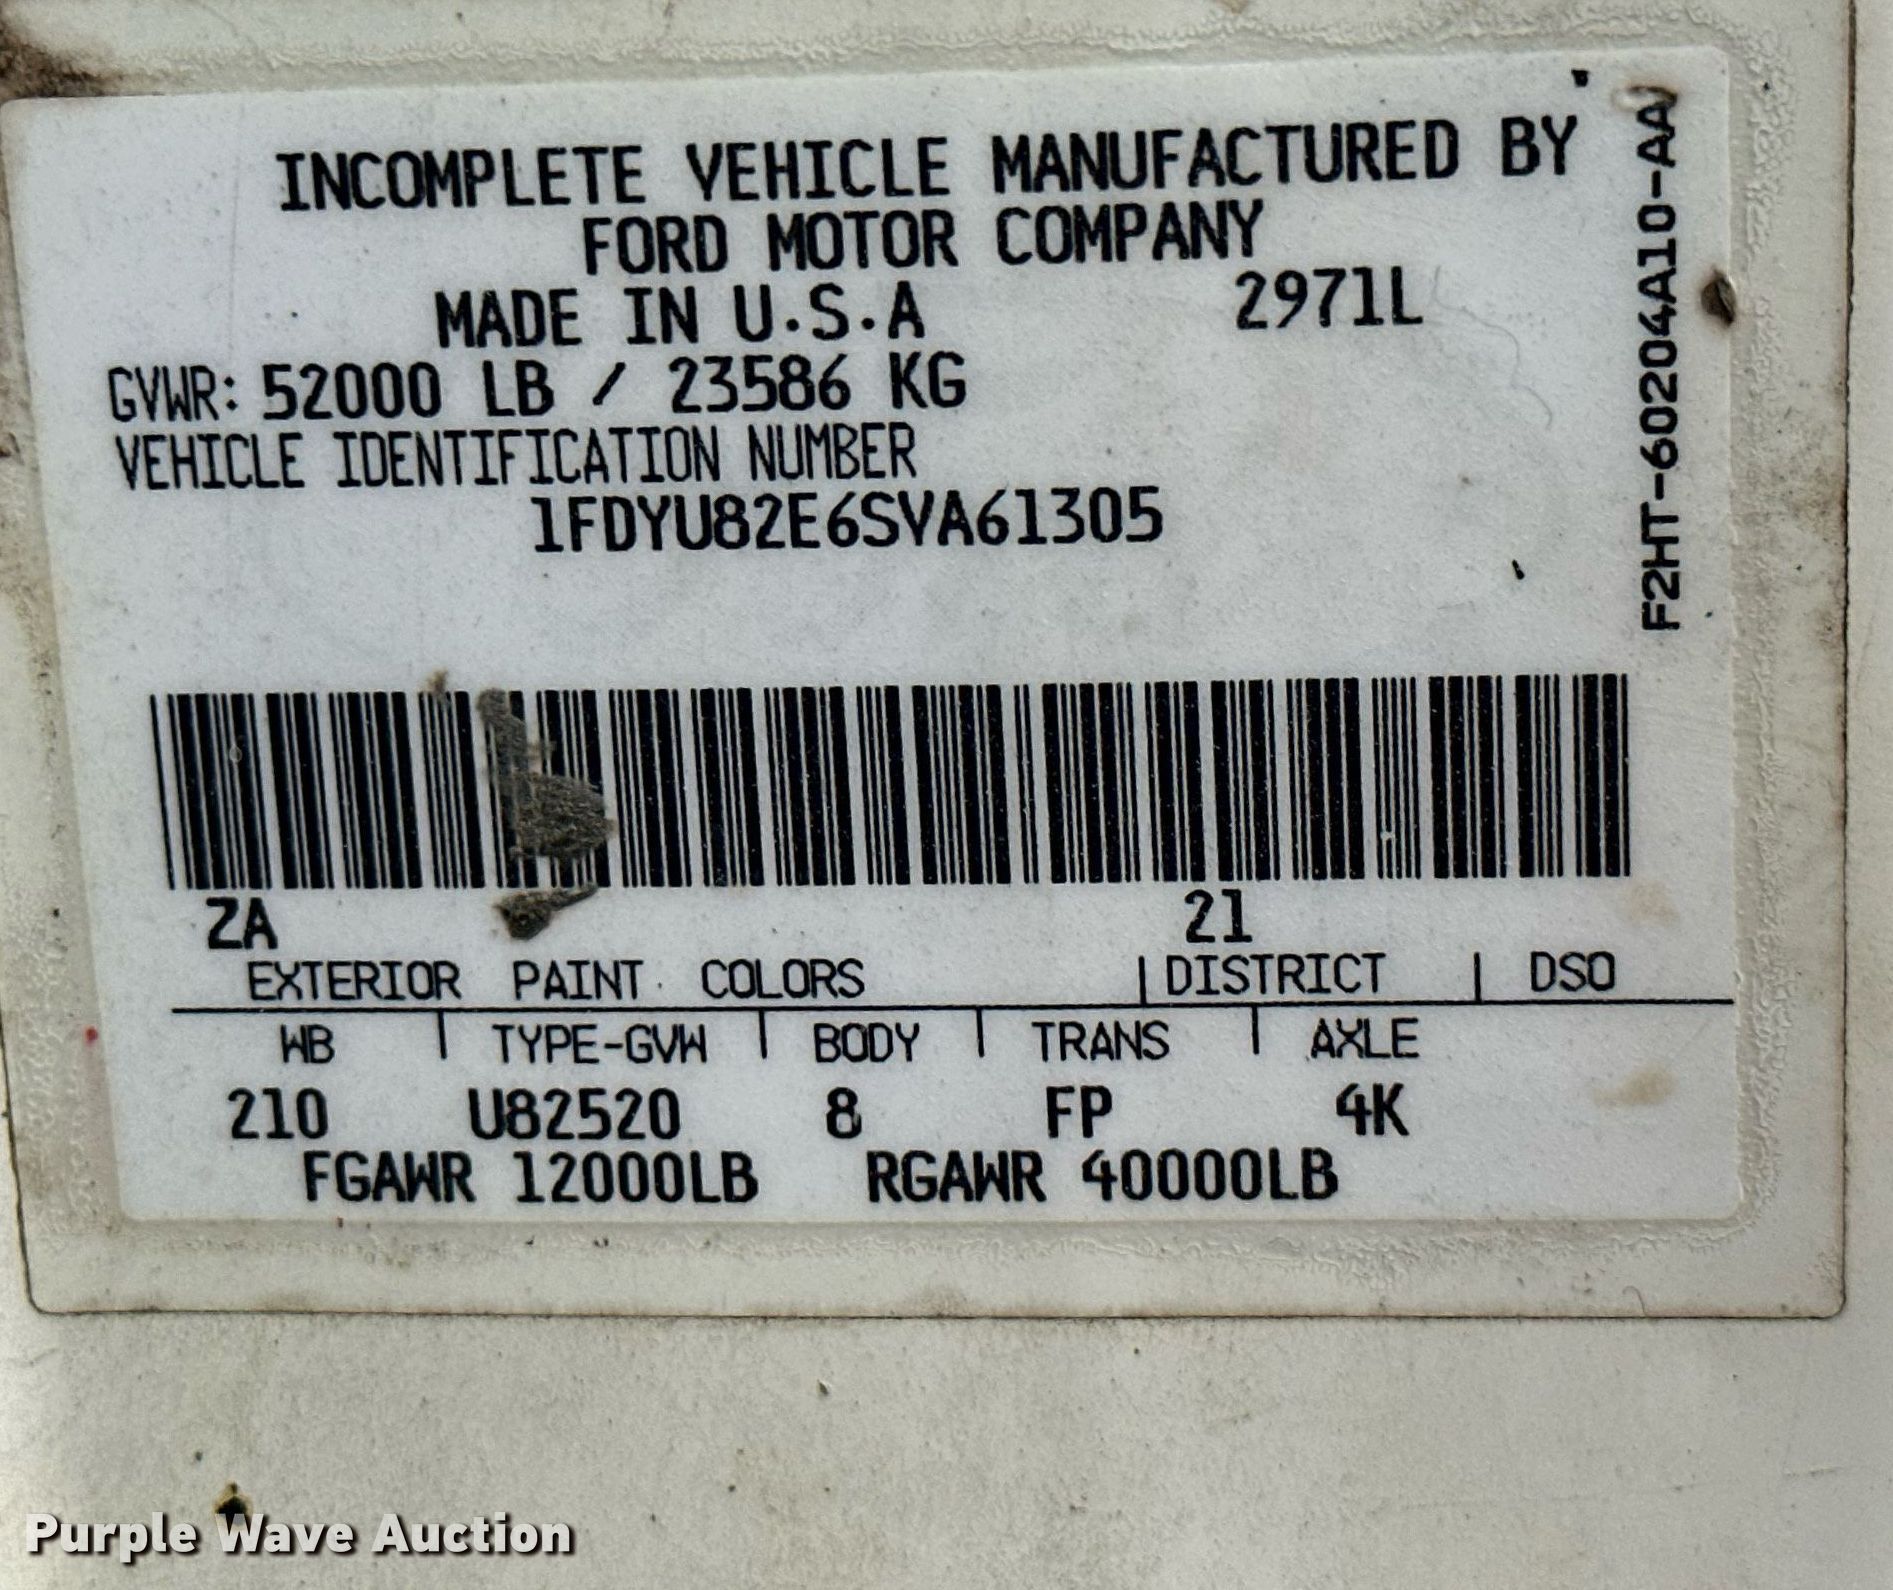 INCOMPLETE VEHICLE MANUFACTURED BY
FORD MOTOR COMPANY
MADE IN U.S.A 2971L
GVWR: 52000 LB / 23586 KG
VEHICLE IDENTIFICATION NUMBER
1FDYU82E6SVA61305
F2HT-60204A10-AA
ZA 21
EXTERIOR PAINT COLORS | DISTRICT | DSO
WB | TYPE-GVW | BODY | TRANS | AXLE
210 U82520 8 FP 4K
FGAWR 12000LB RGAWR 40000LB
Purple Wave Auction